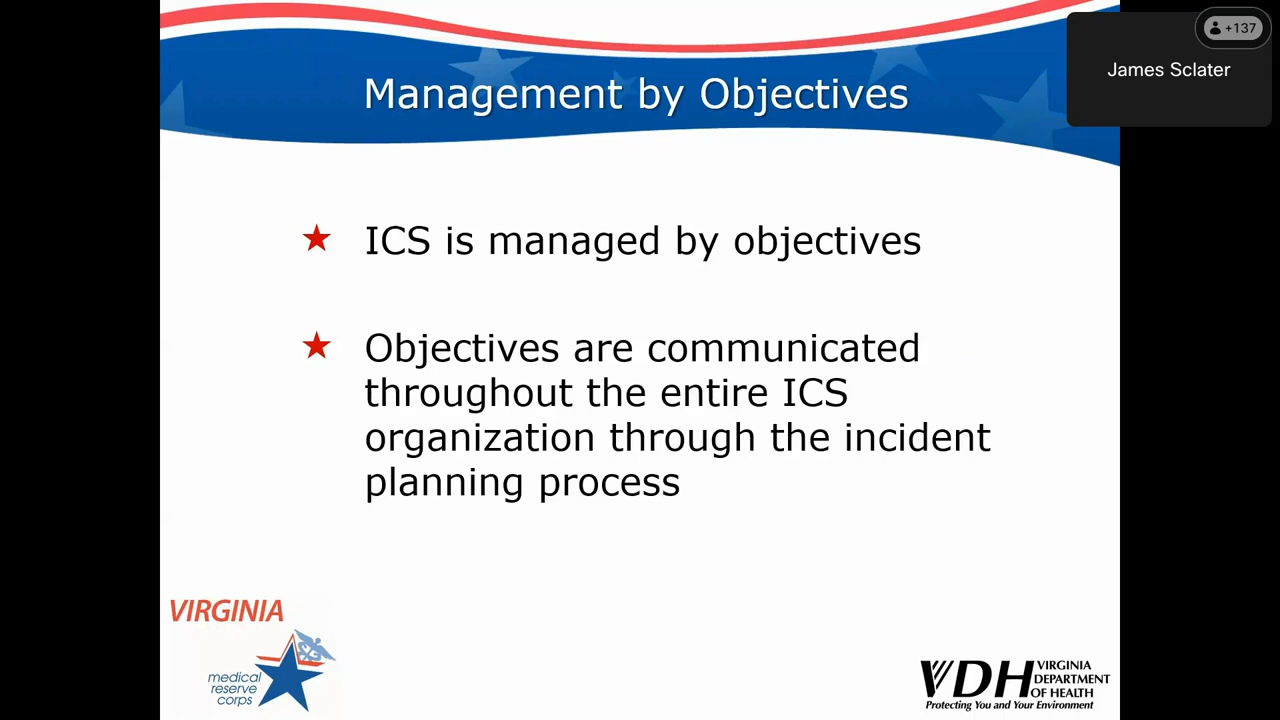 Management by Objectives
+137
James Sclater
ICS is managed by objectives
Objectives are communicated
throughout the entire ICS
organization through the incident
planning process
VIRGINIA
medical
reserve
corps
VDH
VIRGINIA
DEPARTMENT
OF HEALTH
Protecting You and Your Environment